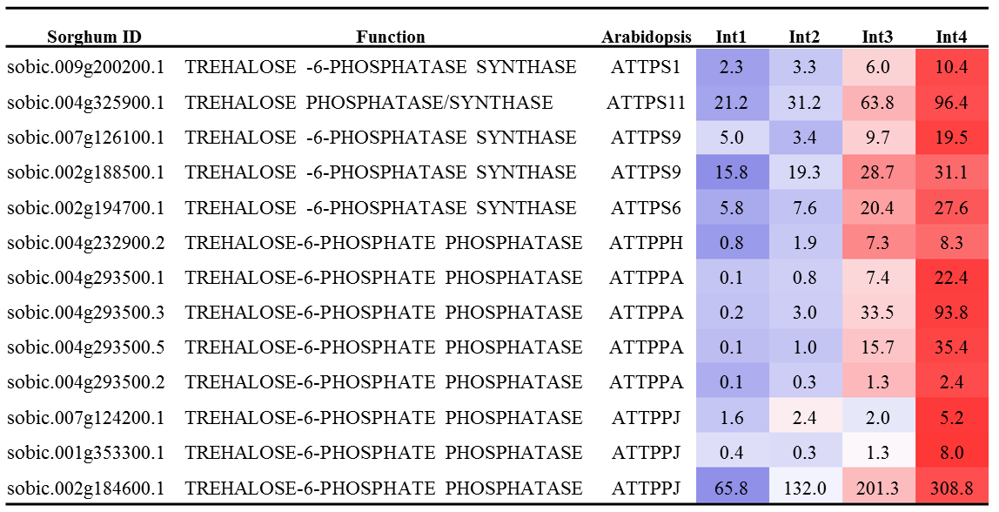 Sorghum ID Function Arabidopsis Int1 Int2 Int3 Int4
sobic.009g200200.1 TREHALOSE -6-PHOSPHATASE SYNTHASE ATTPS1 2.3 3.3 6.0 10.4
sobic.004g325900.1 TREHALOSE PHOSPHATASE/SYNTHASE ATTPS11 21.2 31.2 63.8 96.4
sobic.007g126100.1 TREHALOSE -6-PHOSPHATASE SYNTHASE ATTPS9 5.0 3.4 9.7 19.5
sobic.002g188500.1 TREHALOSE -6-PHOSPHATASE SYNTHASE ATTPS9 15.8 19.3 28.7 31.1
sobic.002g194700.1 TREHALOSE -6-PHOSPHATASE SYNTHASE ATTPS6 5.8 7.6 20.4 27.6
sobic.004g232900.2 TREHALOSE-6-PHOSPHATE PHOSPHATASE ATTPPH 0.8 1.9 7.3 8.3
sobic.004g293500.1 TREHALOSE-6-PHOSPHATE PHOSPHATASE ATTPPA 0.1 0.8 7.4 22.4
sobic.004g293500.3 TREHALOSE-6-PHOSPHATE PHOSPHATASE ATTPPA 0.2 3.0 33.5 93.8
sobic.004g293500.5 TREHALOSE-6-PHOSPHATE PHOSPHATASE ATTPPA 0.1 1.0 15.7 35.4
sobic.004g293500.2 TREHALOSE-6-PHOSPHATE PHOSPHATASE ATTPPA 0.1 0.3 1.3 2.4
sobic.007g124200.1 TREHALOSE-6-PHOSPHATE PHOSPHATASE ATTPPJ 1.6 2.4 2.0 5.2
sobic.001g353300.1 TREHALOSE-6-PHOSPHATE PHOSPHATASE ATTPPJ 0.4 0.3 1.3 8.0
sobic.002g184600.1 TREHALOSE-6-PHOSPHATE PHOSPHATASE ATTPPJ 65.8 132.0 201.3 308.8